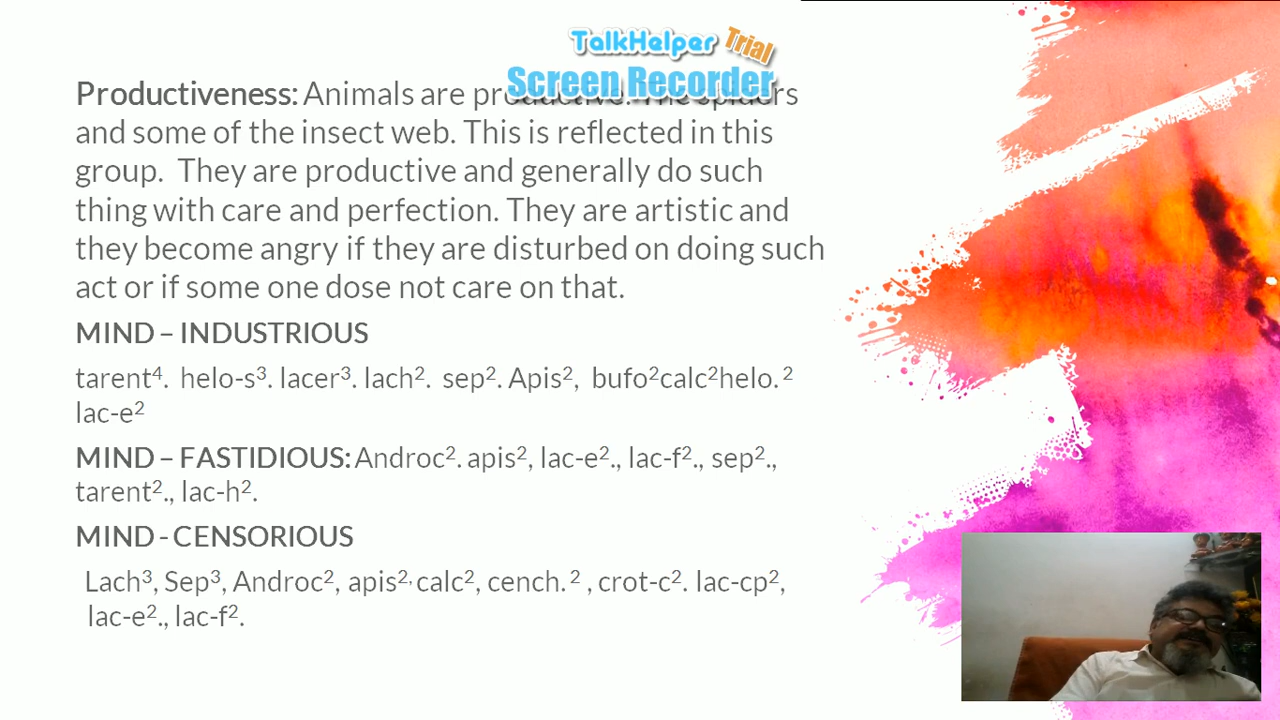 TalkHelper Trial
Screen Recorder
Productiveness: Animals are productive. The spiders
and some of the insect web. This is reflected in this
group. They are productive and generally do such
thing with care and perfection. They are artistic and
they become angry if they are disturbed on doing such
act or if some one dose not care on that.
MIND – INDUSTRIOUS
tarent⁴. helo-s³. lacer³. lach². sep². Apis², bufo²calc²helo. ²
lac-e²
MIND – FASTIDIOUS: Androc². apis², lac-e²., lac-f²., sep².,
tarent²., lac-h².
MIND - CENSORIOUS
Lach³, Sep³, Androc², apis², calc², cench. ² , crot-c². lac-cp²,
lac-e²., lac-f².